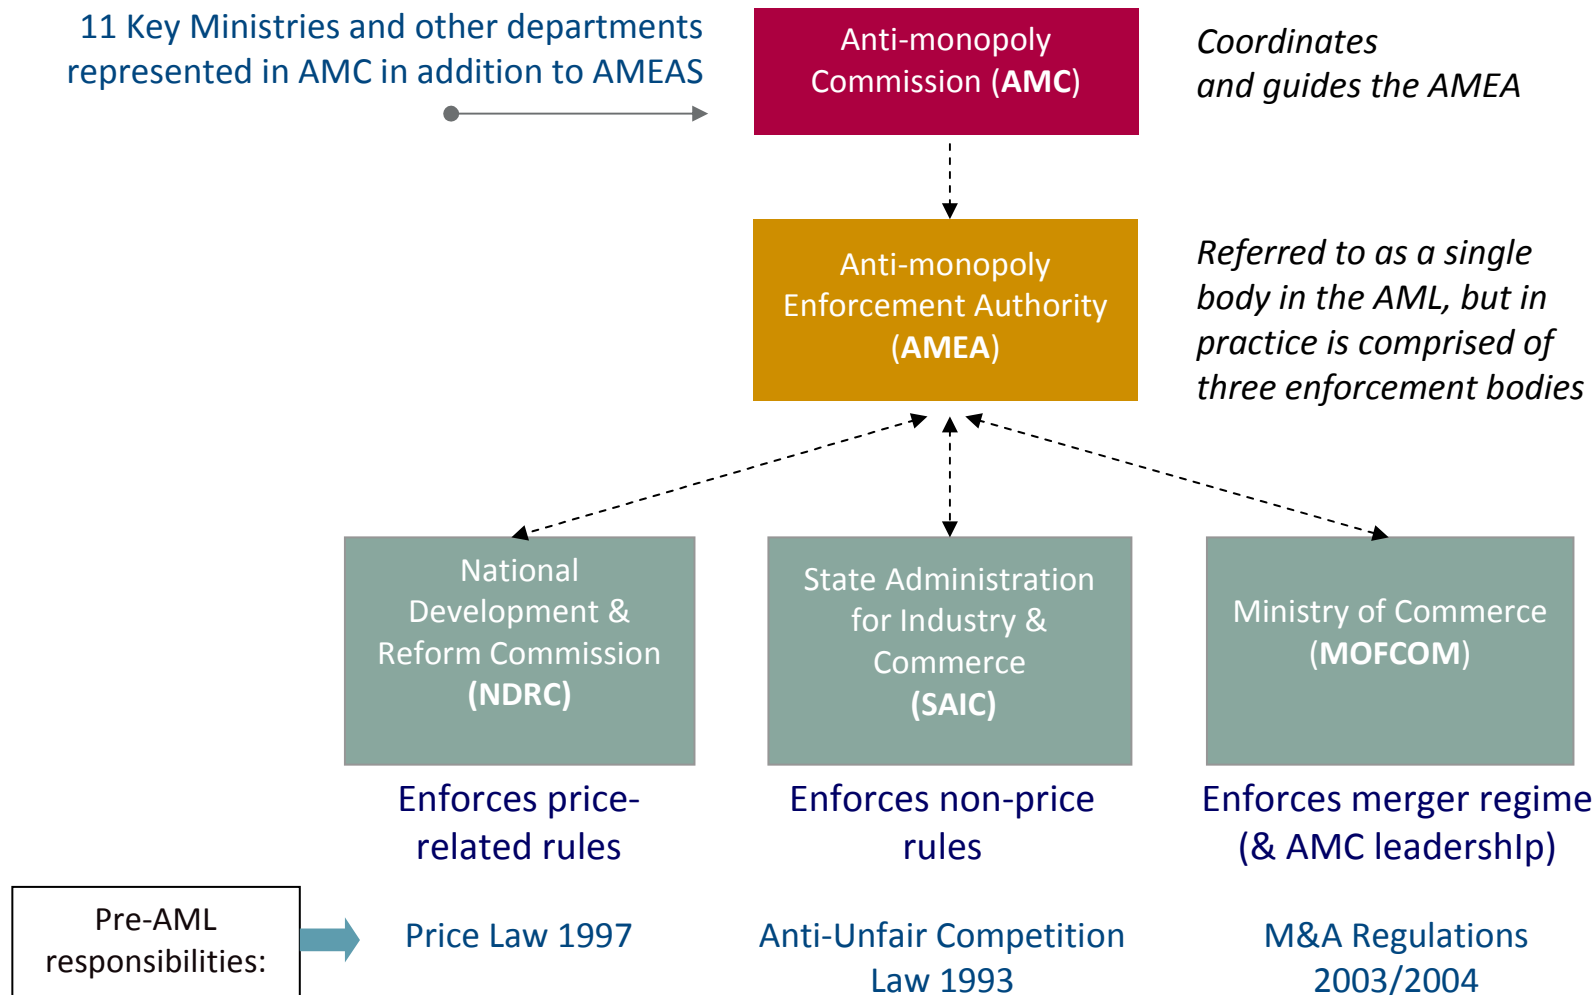 11 Key Ministries and other departments
represented in AMC in addition to AMEAS
Anti-monopoly
Commission (AMC)
Coordinates
and guides the AMEA
Anti-monopoly
Enforcement Authority
(AMEA)
Referred to as a single
body in the AML, but in
practice is comprised of
three enforcement bodies
National
Development &
Reform Commission
(NDRC)
State Administration
for Industry &
Commerce
(SAIC)
Ministry of Commerce
(MOFCOM)
Enforces price-
related rules
Enforces non-price
rules
Enforces merger regime
(& AMC leadershIp)
Pre-AML
responsibilities:
Price Law 1997
Anti-Unfair Competition
Law 1993
M&A Regulations
2003/2004